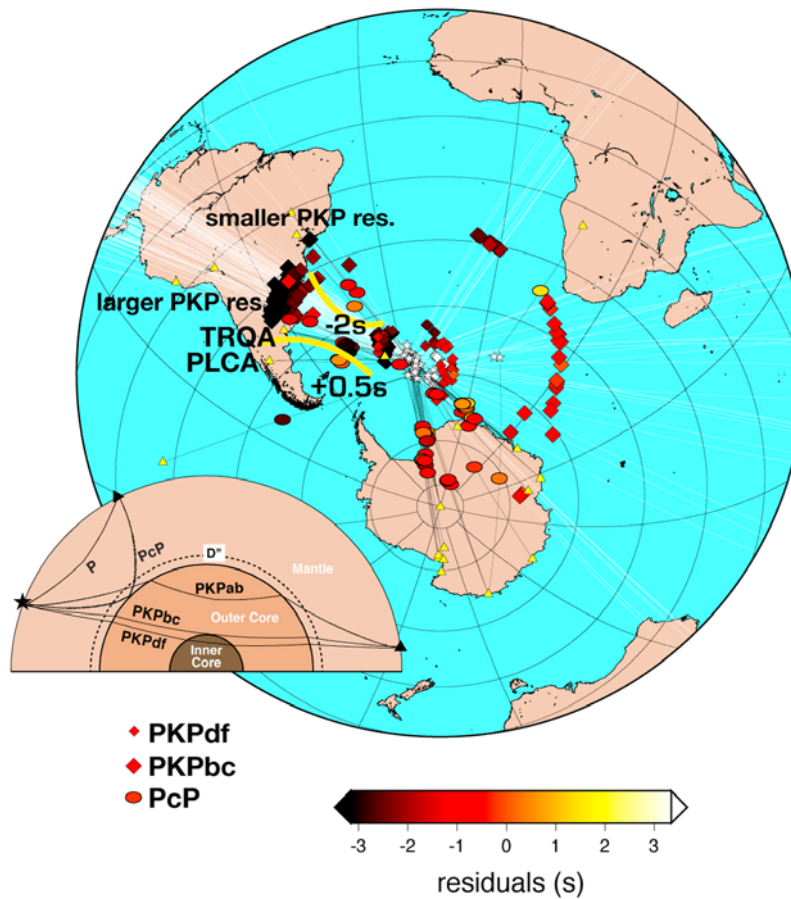 smaller PKP res.
larger PKP res.
TRQA
PLCA
-2s
+0.5s
P
PcP
D"
Mantle
PKPab
PKPbc
Outer Core
PKPdf
Inner
Core
PKPdf
PKPbc
PcP
-3 -2 -1 0 1 2 3
residuals (s)